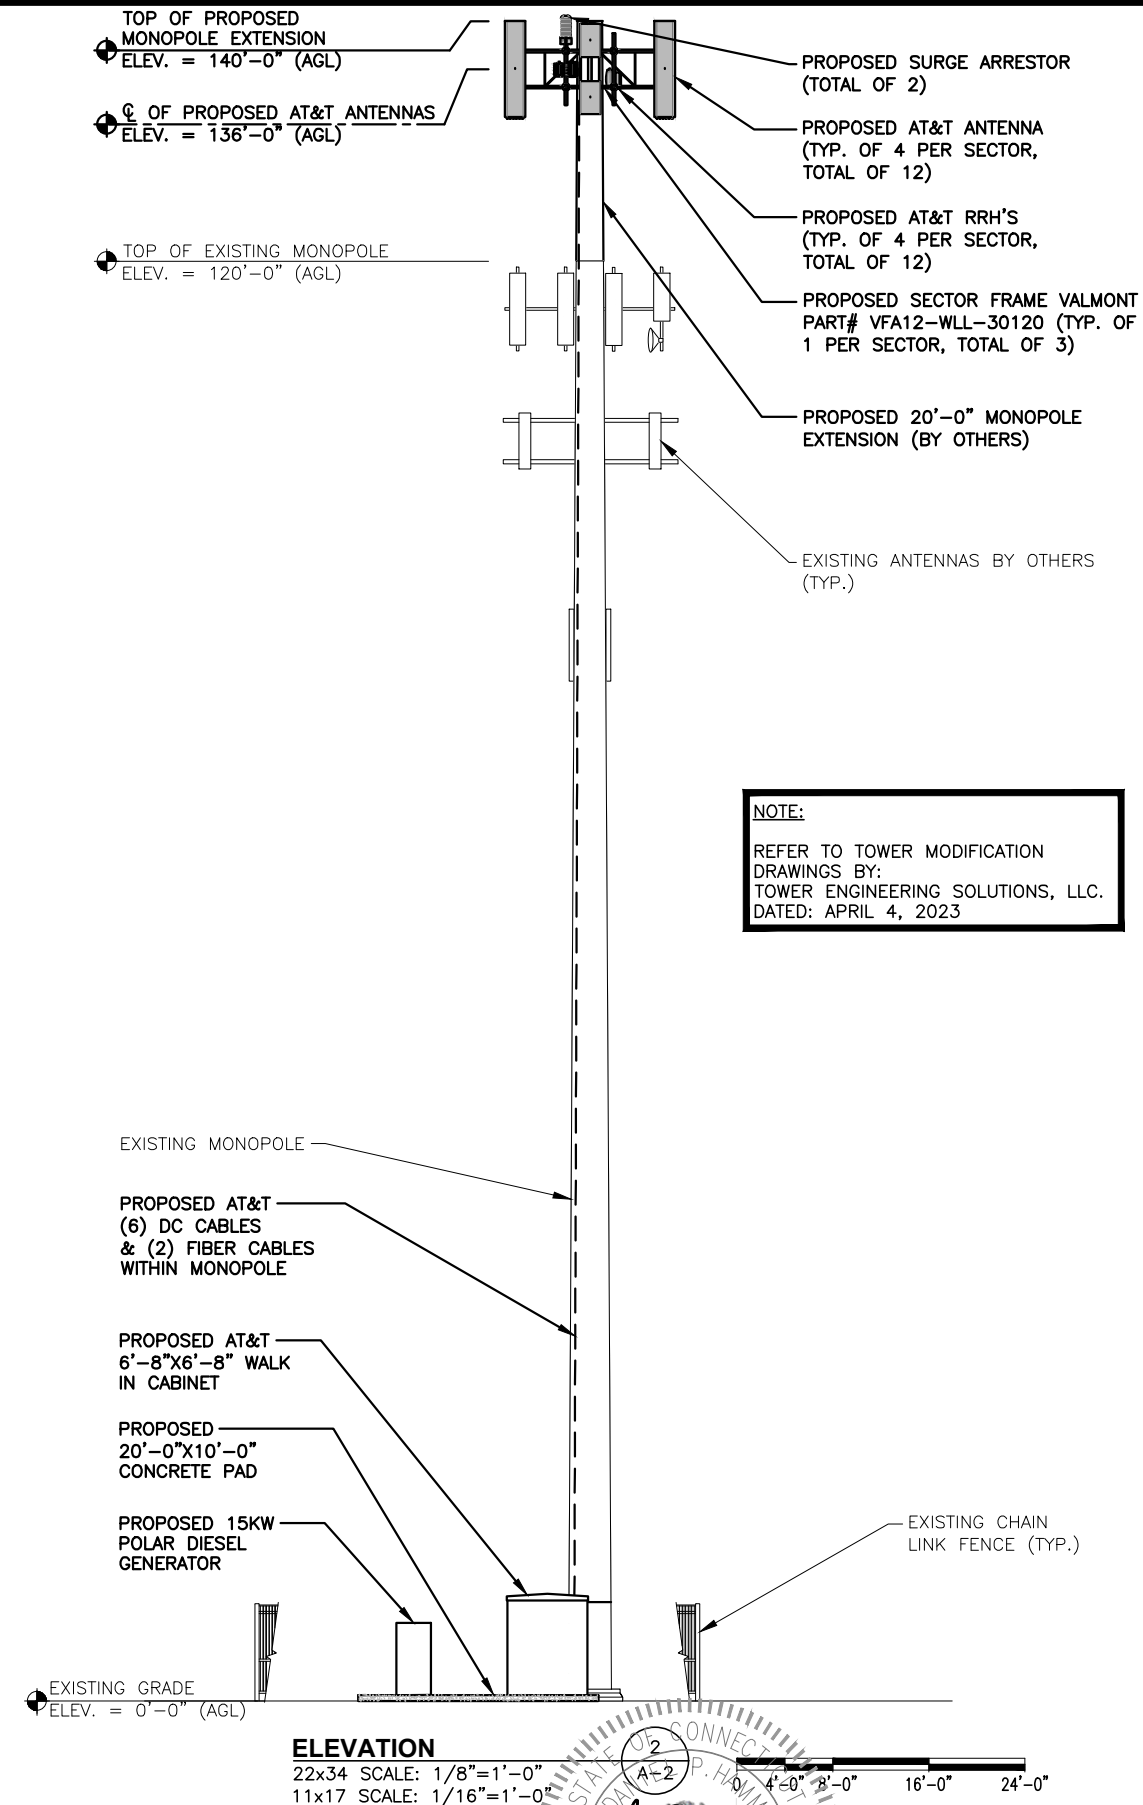 TOP OF PROPOSED
MONOPOLE EXTENSION
ELEV. = 140'-0" (AGL)
℄ OF PROPOSED AT&T ANTENNAS
ELEV. = 136'-0" (AGL)
TOP OF EXISTING MONOPOLE
ELEV. = 120'-0" (AGL)
PROPOSED SURGE ARRESTOR
(TOTAL OF 2)
PROPOSED AT&T ANTENNA
(TYP. OF 4 PER SECTOR,
TOTAL OF 12)
PROPOSED AT&T RRH'S
(TYP. OF 4 PER SECTOR,
TOTAL OF 12)
PROPOSED SECTOR FRAME VALMONT
PART# VFA12-WLL-30120 (TYP. OF
1 PER SECTOR, TOTAL OF 3)
PROPOSED 20'-0" MONOPOLE
EXTENSION (BY OTHERS)
EXISTING ANTENNAS BY OTHERS
(TYP.)
NOTE:
REFER TO TOWER MODIFICATION
DRAWINGS BY:
TOWER ENGINEERING SOLUTIONS, LLC.
DATED: APRIL 4, 2023
EXISTING MONOPOLE
PROPOSED AT&T
(6) DC CABLES
& (2) FIBER CABLES
WITHIN MONOPOLE
PROPOSED AT&T
6'-8"X6'-8" WALK
IN CABINET
PROPOSED
20'-0"X10'-0"
CONCRETE PAD
PROPOSED 15KW
POLAR DIESEL
GENERATOR
EXISTING CHAIN
LINK FENCE (TYP.)
EXISTING GRADE
ELEV. = 0'-0" (AGL)
ELEVATION
22x34 SCALE: 1/8"=1'-0"
11x17 SCALE: 1/16"=1'-0"
2
A-2
STATE OF
DANIEL P.
0 4'-0" 8'-0" 16'-0" 24'-0"